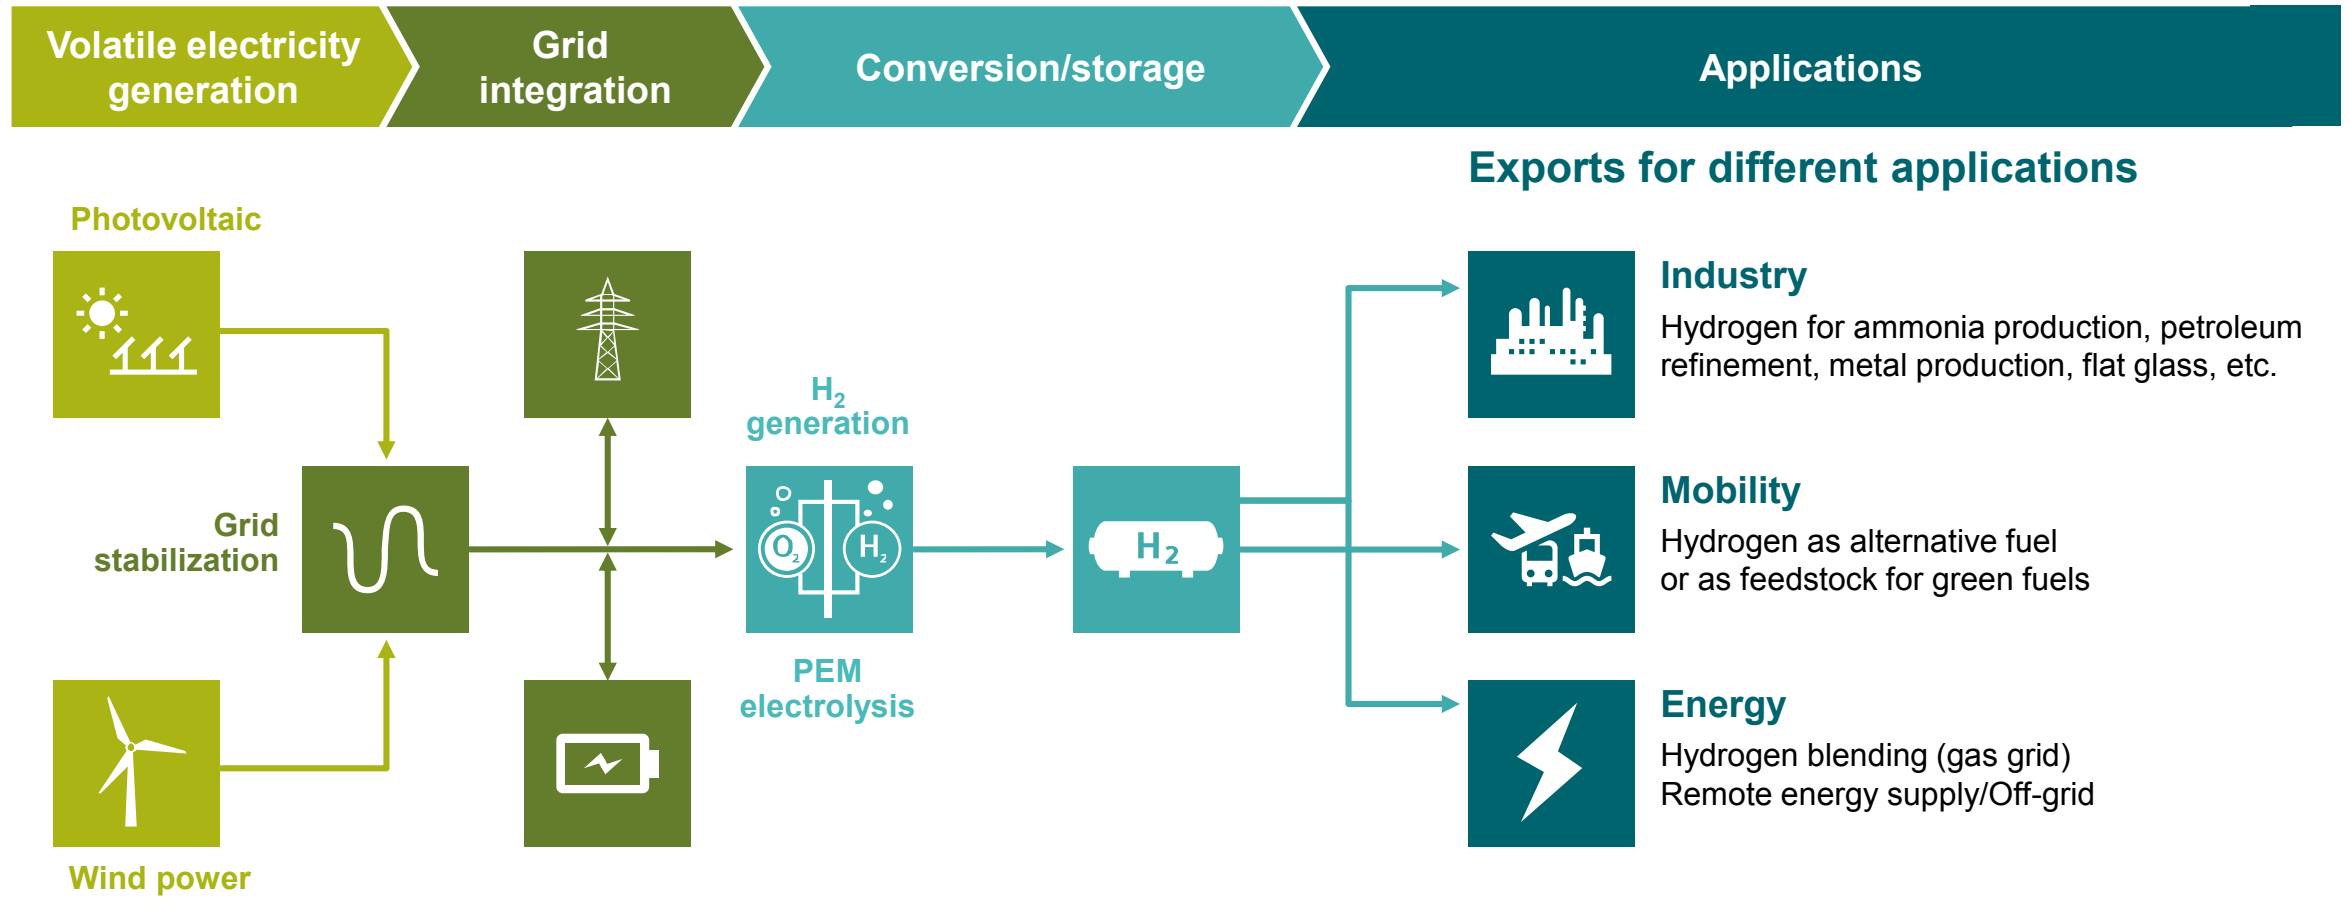 Volatile electricity
generation
Grid
integration
Conversion/storage
Applications
Exports for different applications
Photovoltaic
Industry
Hydrogen for ammonia production, petroleum
refinement, metal production, flat glass, etc.
H₂
generation
Grid
stabilization
O₂
H₂
H₂
Mobility
Hydrogen as alternative fuel
or as feedstock for green fuels
PEM
electrolysis
Energy
Hydrogen blending (gas grid)
Remote energy supply/Off-grid
Wind power